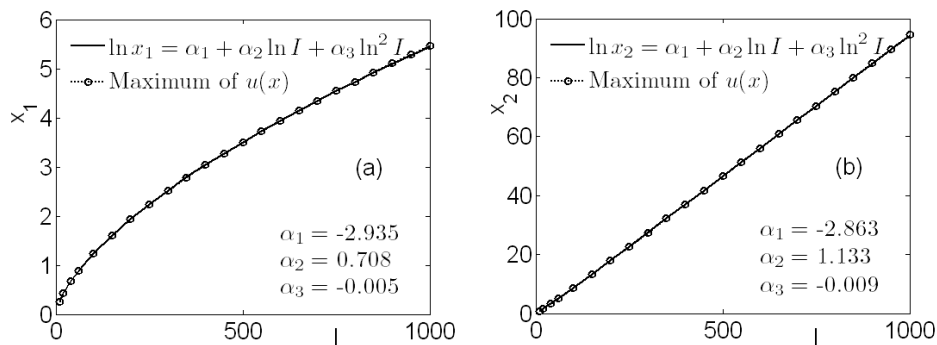 6
5
4
3
2
1
0
x1
ln x1 = α1 + α2 ln I + α3 ln² I
Maximum of u(x)
(a)
α1 = -2.935
α2 = 0.708
α3 = -0.005
0 500 1000
I
100
80
60
40
20
0
x2
ln x2 = α1 + α2 ln I + α3 ln² I
Maximum of u(x)
(b)
α1 = -2.863
α2 = 1.133
α3 = -0.009
0 500 1000
I